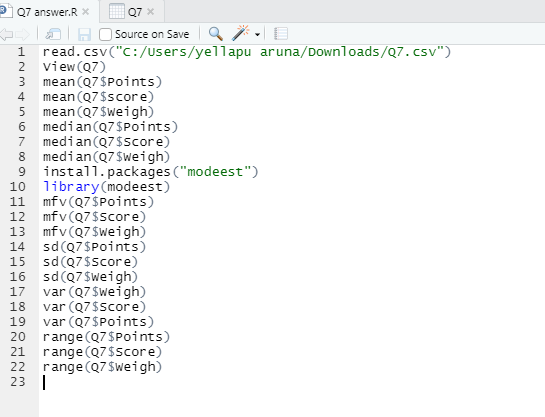 Q7 answer.R × Q7 ×
Source on Save
1 read.csv("C:/Users/yellapu aruna/Downloads/Q7.csv")
2 View(Q7)
3 mean(Q7$Points)
4 mean(Q7$Score)
5 mean(Q7$Weigh)
6 median(Q7$Points)
7 median(Q7$Score)
8 median(Q7$Weigh)
9 install.packages("modeest")
10 library(modeest)
11 mfv(Q7$Points)
12 mfv(Q7$Score)
13 mfv(Q7$Weigh)
14 sd(Q7$Points)
15 sd(Q7$Score)
16 sd(Q7$Weigh)
17 var(Q7$Weigh)
18 var(Q7$Score)
19 var(Q7$Points)
20 range(Q7$Points)
21 range(Q7$Score)
22 range(Q7$Weigh)
23